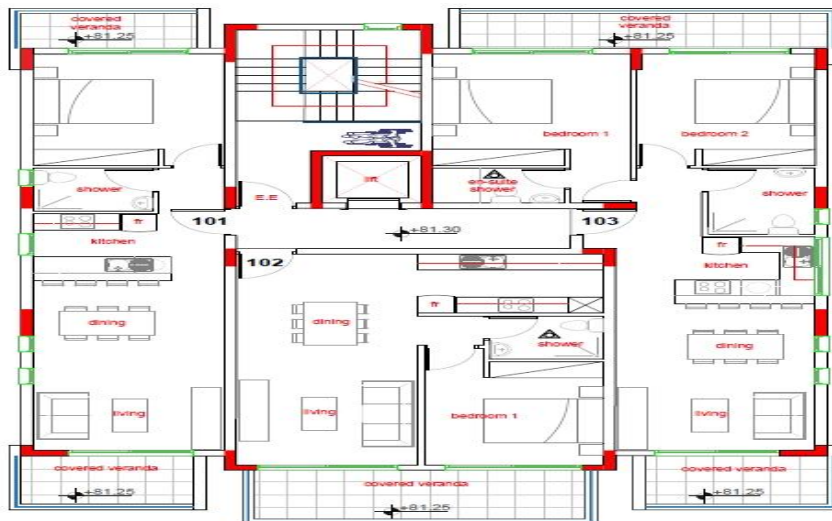 covered
veranda
+81.25
covered
veranda
+81.25
bedroom 1
bedroom 2
lift
shower
en-suite
shower
shower
E.E
101
103
fr
+81.30
kitchen
fr
102
kitchen
fr
dining
dining
shower
dining
living
living
bedroom 1
living
covered veranda
+81.25
covered veranda
+81.25
covered veranda
+81.25